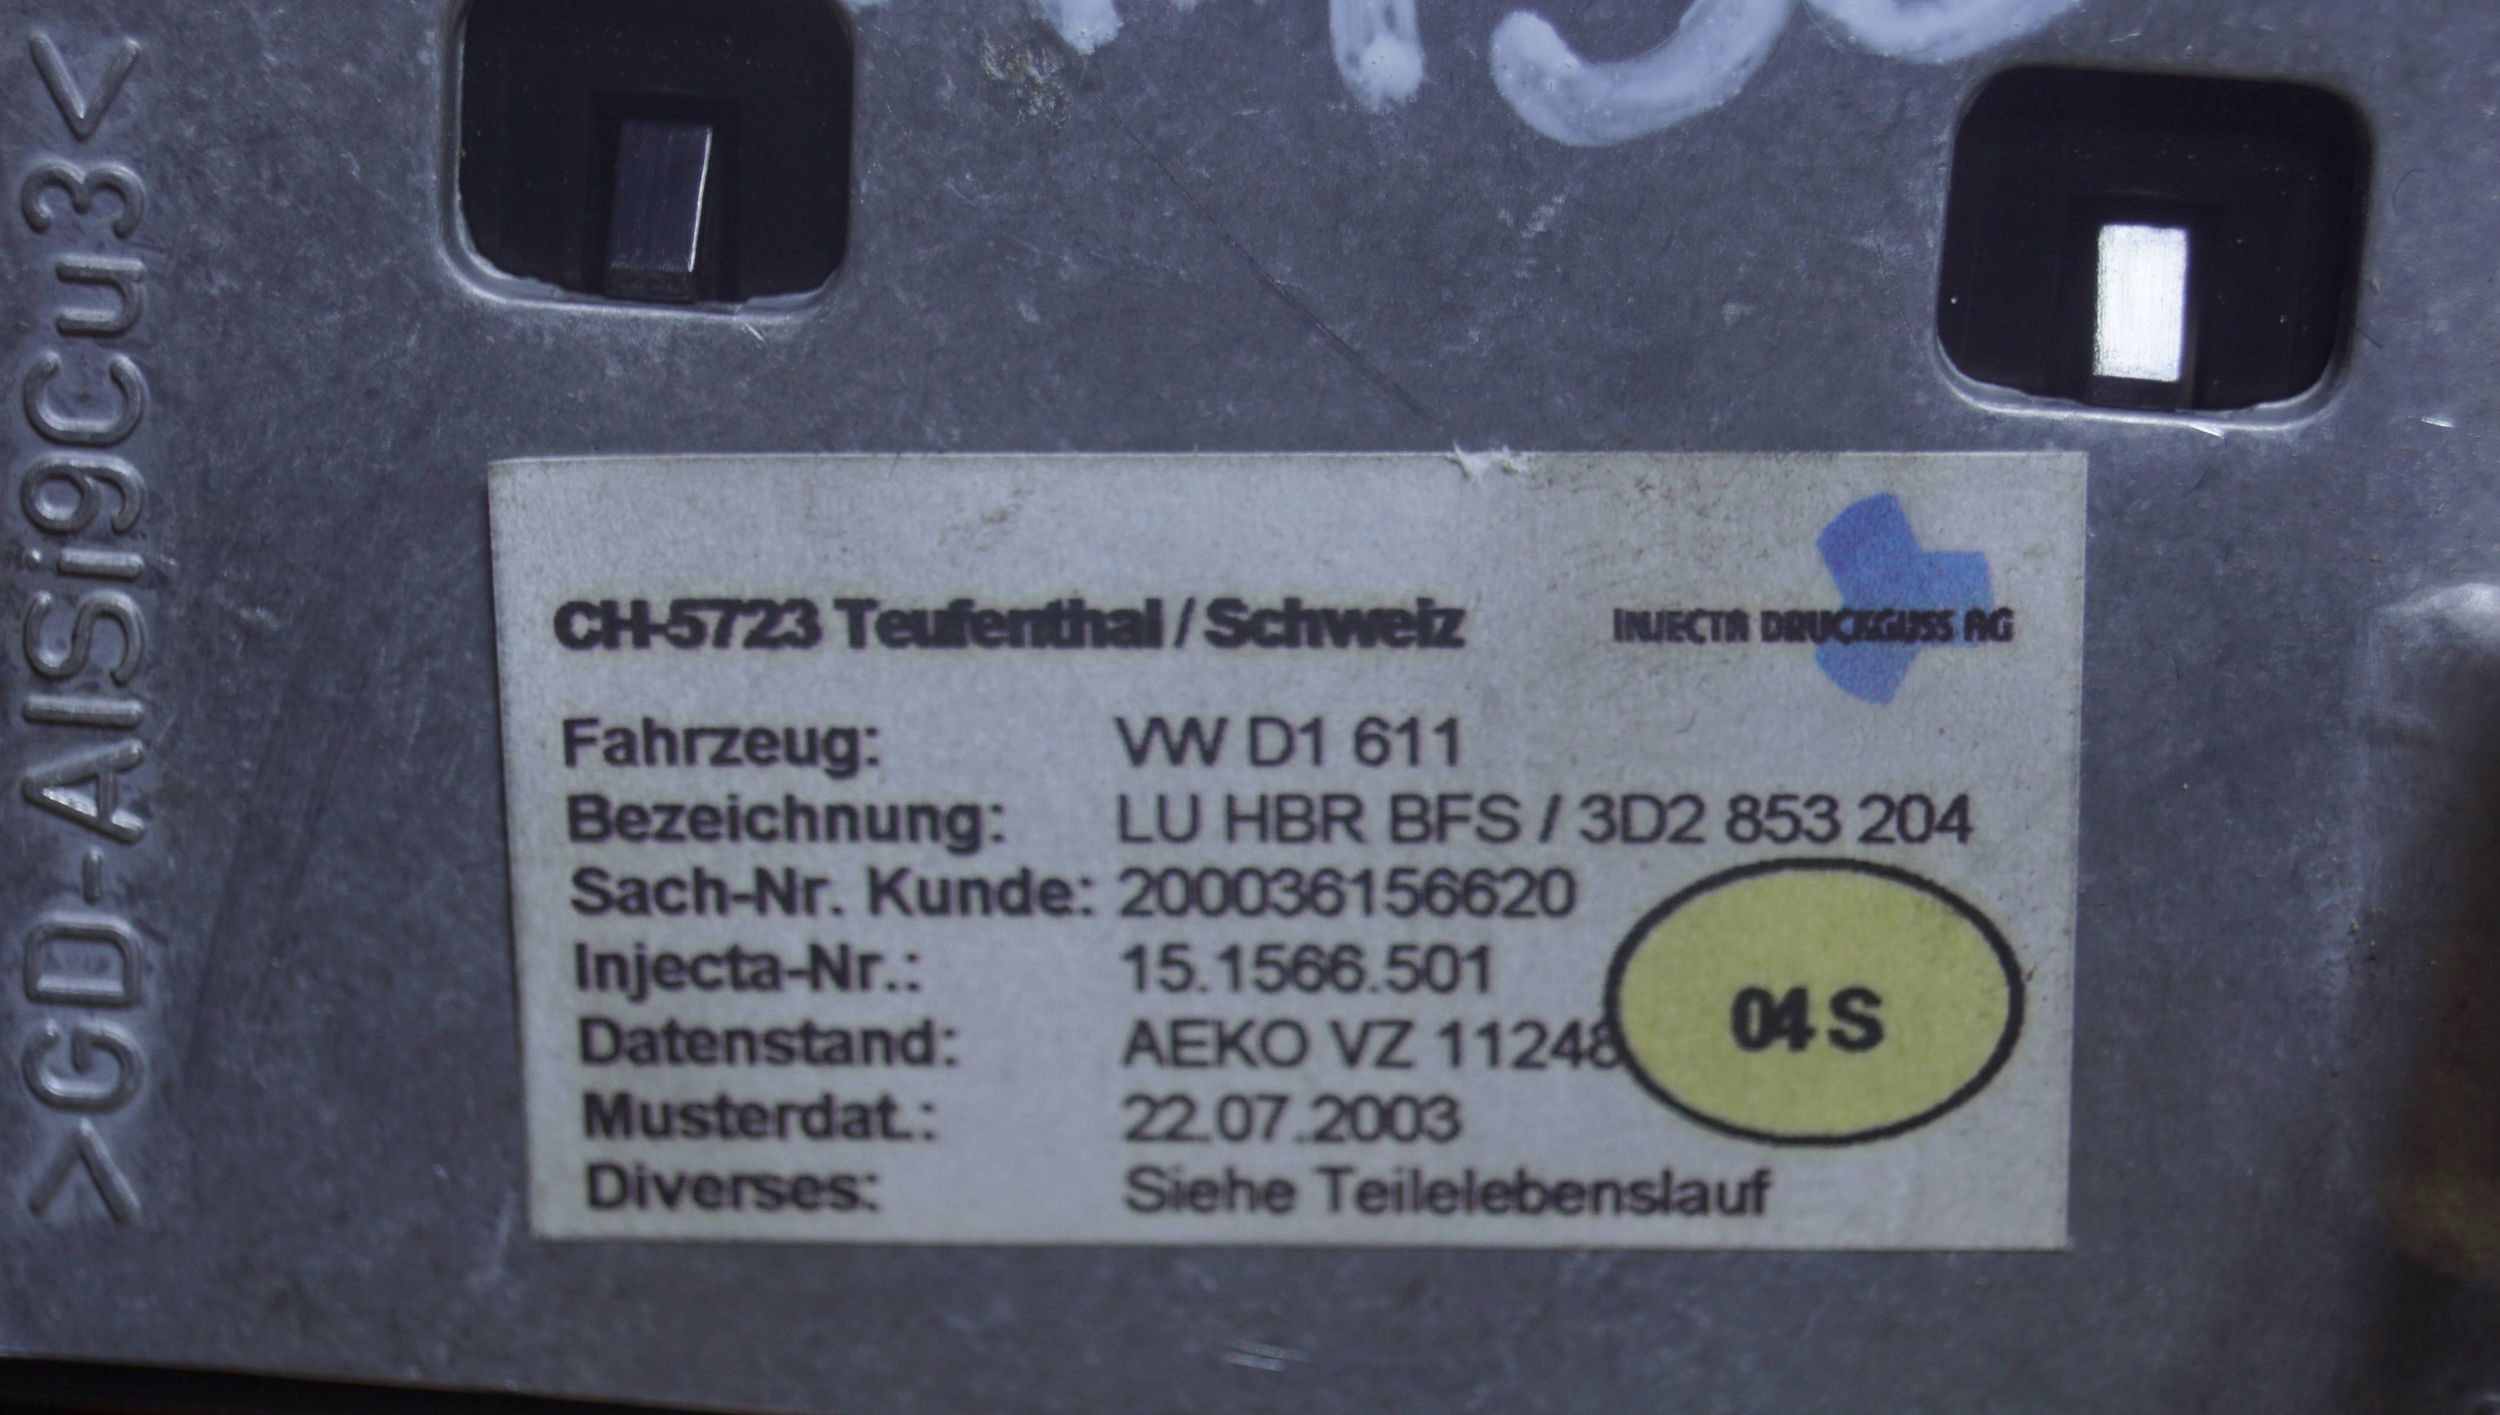 >GD-AlSi9Cu3<
CH-5723 Teufenthal / Schweiz
INJECTA DRUCKGUSS AG
Fahrzeug: VW D1 611
Bezeichnung: LU HBR BFS / 3D2 853 204
Sach-Nr. Kunde: 200036156620
Injecta-Nr.: 15.1566.501
Datenstand: AEKO VZ 11248
04 S
Musterdat.: 22.07.2003
Diverses: Siehe Teilelebenslauf